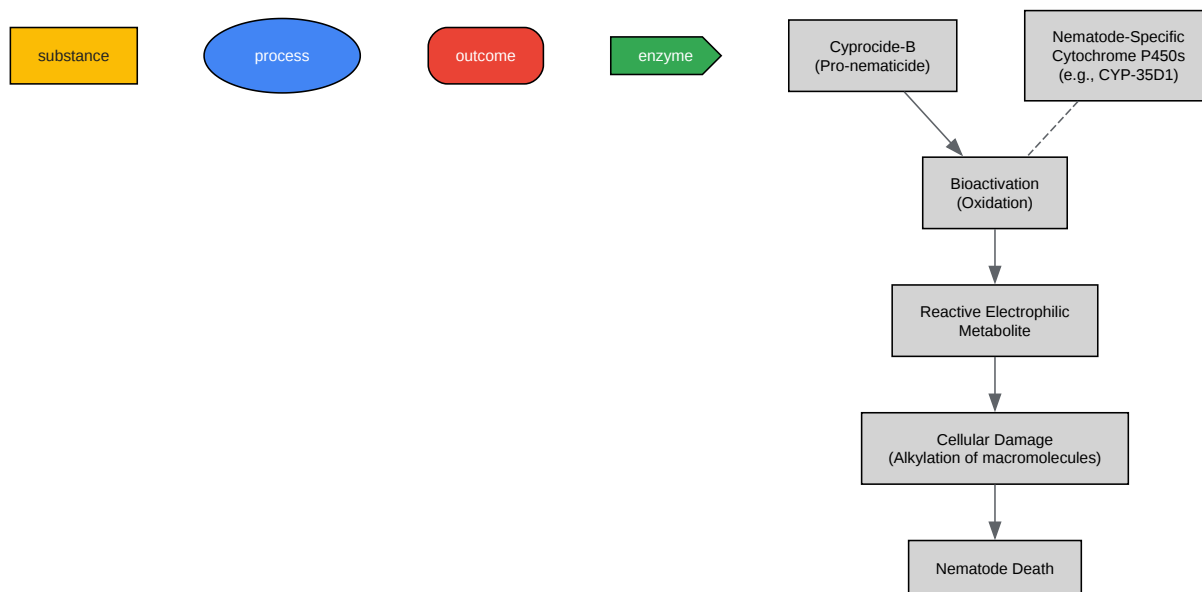 substance
process
outcome
enzyme
Cyprocide-B
(Pro-nematicide)
Nematode-Specific
Cytochrome P450s
(e.g., CYP-35D1)
Bioactivation
(Oxidation)
Reactive Electrophilic
Metabolite
Cellular Damage
(Alkylation of macromolecules)
Nematode Death